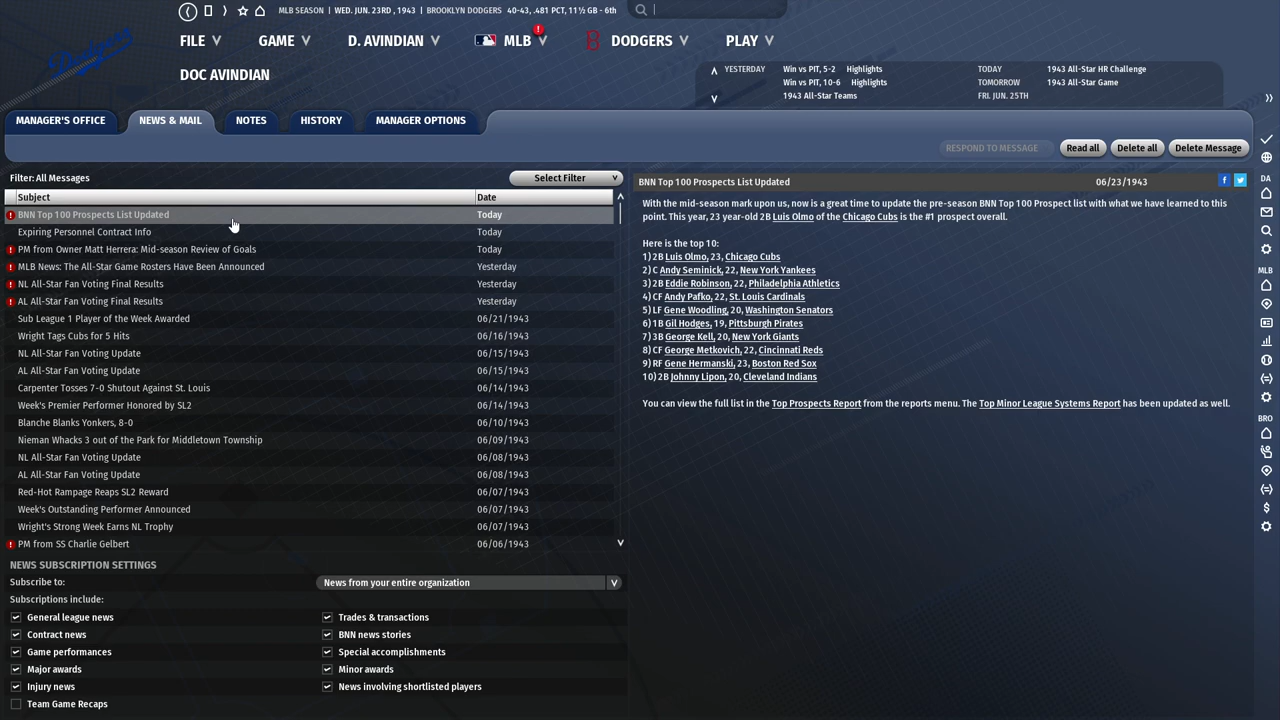 MLB SEASON | WED. JUN. 23RD , 1943 | BROOKLYN DODGERS 40-43, .481 PCT, 11½ GB - 6th
FILE GAME D. AVINDIAN MLB DODGERS PLAY
DOC AVINDIAN
YESTERDAY Win vs PIT, 5-2 Highlights TODAY 1943 All-Star HR Challenge
Win vs PIT, 10-6 Highlights TOMORROW 1943 All-Star Game
1943 All-Star Teams FRI. JUN. 25TH
MANAGER'S OFFICE NEWS & MAIL NOTES HISTORY MANAGER OPTIONS
RESPOND TO MESSAGE Read all Delete all Delete Message
Filter: All Messages Select Filter
Subject Date
BNN Top 100 Prospects List Updated Today
Expiring Personnel Contract Info Today
PM from Owner Matt Herrera: Mid-season Review of Goals Today
MLB News: The All-Star Game Rosters Have Been Announced Yesterday
NL All-Star Fan Voting Final Results Yesterday
AL All-Star Fan Voting Final Results Yesterday
Sub League 1 Player of the Week Awarded 06/21/1943
Wright Tags Cubs for 5 Hits 06/16/1943
NL All-Star Fan Voting Update 06/15/1943
AL All-Star Fan Voting Update 06/15/1943
Carpenter Tosses 7-0 Shutout Against St. Louis 06/14/1943
Week's Premier Performer Honored by SL2 06/14/1943
Blanche Blanks Yonkers, 8-0 06/10/1943
Nieman Whacks 3 out of the Park for Middletown Township 06/09/1943
NL All-Star Fan Voting Update 06/08/1943
AL All-Star Fan Voting Update 06/08/1943
Red-Hot Rampage Reaps SL2 Reward 06/07/1943
Week's Outstanding Performer Announced 06/07/1943
Wright's Strong Week Earns NL Trophy 06/07/1943
PM from SS Charlie Gelbert 06/06/1943
NEWS SUBSCRIPTION SETTINGS
Subscribe to: News from your entire organization
Subscriptions include:
General league news Trades & transactions
Contract news BNN news stories
Game performances Special accomplishments
Major awards Minor awards
Injury news News involving shortlisted players
Team Game Recaps
BNN Top 100 Prospects List Updated 06/23/1943
With the mid-season mark upon us, now is a great time to update the pre-season BNN Top 100 Prospect list with what we have learned to
this point. This year, 23 year-old 2B Luis Olmo of the Chicago Cubs is the #1 prospect overall.
Here is the top 10:
1) 2B Luis Olmo, 23, Chicago Cubs
2) C Andy Seminick, 22, New York Yankees
3) 2B Eddie Robinson, 22, Philadelphia Athletics
4) CF Andy Pafko, 22, St. Louis Cardinals
5) LF Gene Woodling, 20, Washington Senators
6) 1B Gil Hodges, 19, Pittsburgh Pirates
7) 3B George Kell, 20, New York Giants
8) CF George Metkovich, 22, Cincinnati Reds
9) RF Gene Hermanski, 23, Boston Red Sox
10) 2B Johnny Lipon, 20, Cleveland Indians
You can view the full list in the Top Prospects Report from the reports menu. The Top Minor League Systems Report has been updated as well.
DA
MLB
BRO
Dodgers